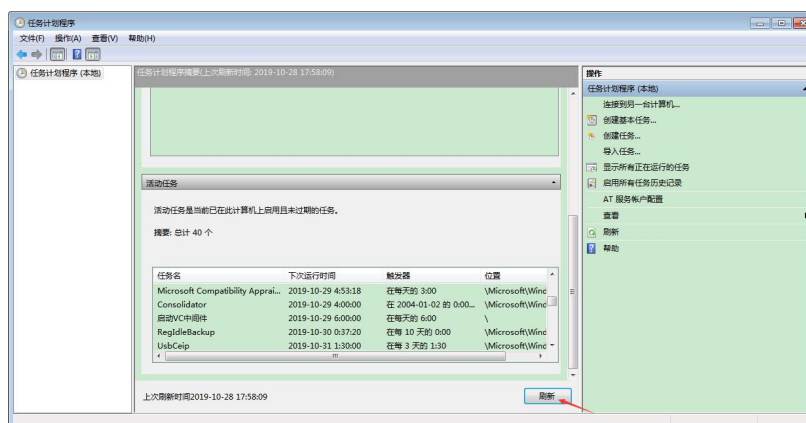 任务计划程序
文件(F) 操作(A) 查看(V) 帮助(H)
任务计划程序 (本地)
任务计划程序摘要(上次刷新时间: 2019-10-28 17:58:09)
活动任务
活动任务是当前已在此计算机上启用且未过期的任务。
摘要: 总计 40 个
任务名 下次运行时间 触发器 位置
Microsoft Compatibility Apprai... 2019-10-29 4:53:18 在每天的 3:00 \Microsoft\Wind
Consolidator 2019-10-29 4:00:00 在 2004-01-02 的 0:00... \Microsoft\Wind
启动VC中间件 2019-10-29 6:00:00 在每天的 6:00 \
RegIdleBackup 2019-10-30 0:37:20 在每 10 天的 0:00 \Microsoft\Wind
UsbCeip 2019-10-31 1:30:00 在每 3 天的 1:30 \Microsoft\Wind
上次刷新时间2019-10-28 17:58:09
刷新
操作
任务计划程序 (本地)
连接到另一台计算机...
创建基本任务...
创建任务...
导入任务...
显示所有正在运行的任务
启用所有任务历史记录
AT 服务帐户配置
查看
刷新
帮助